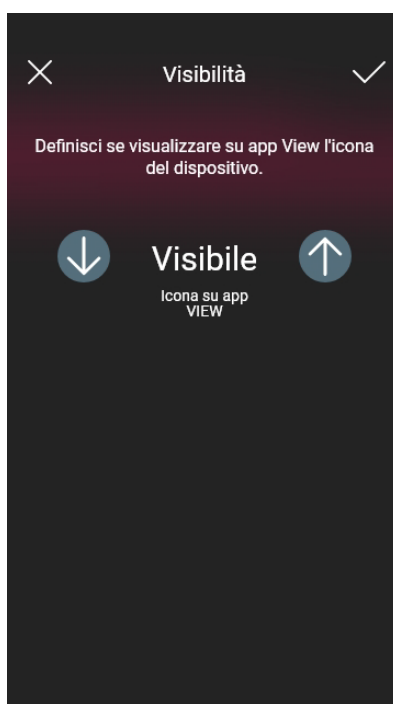 Visibilità
Definisci se visualizzare su app View l'icona
del dispositivo.
Visibile
Icona su app
VIEW